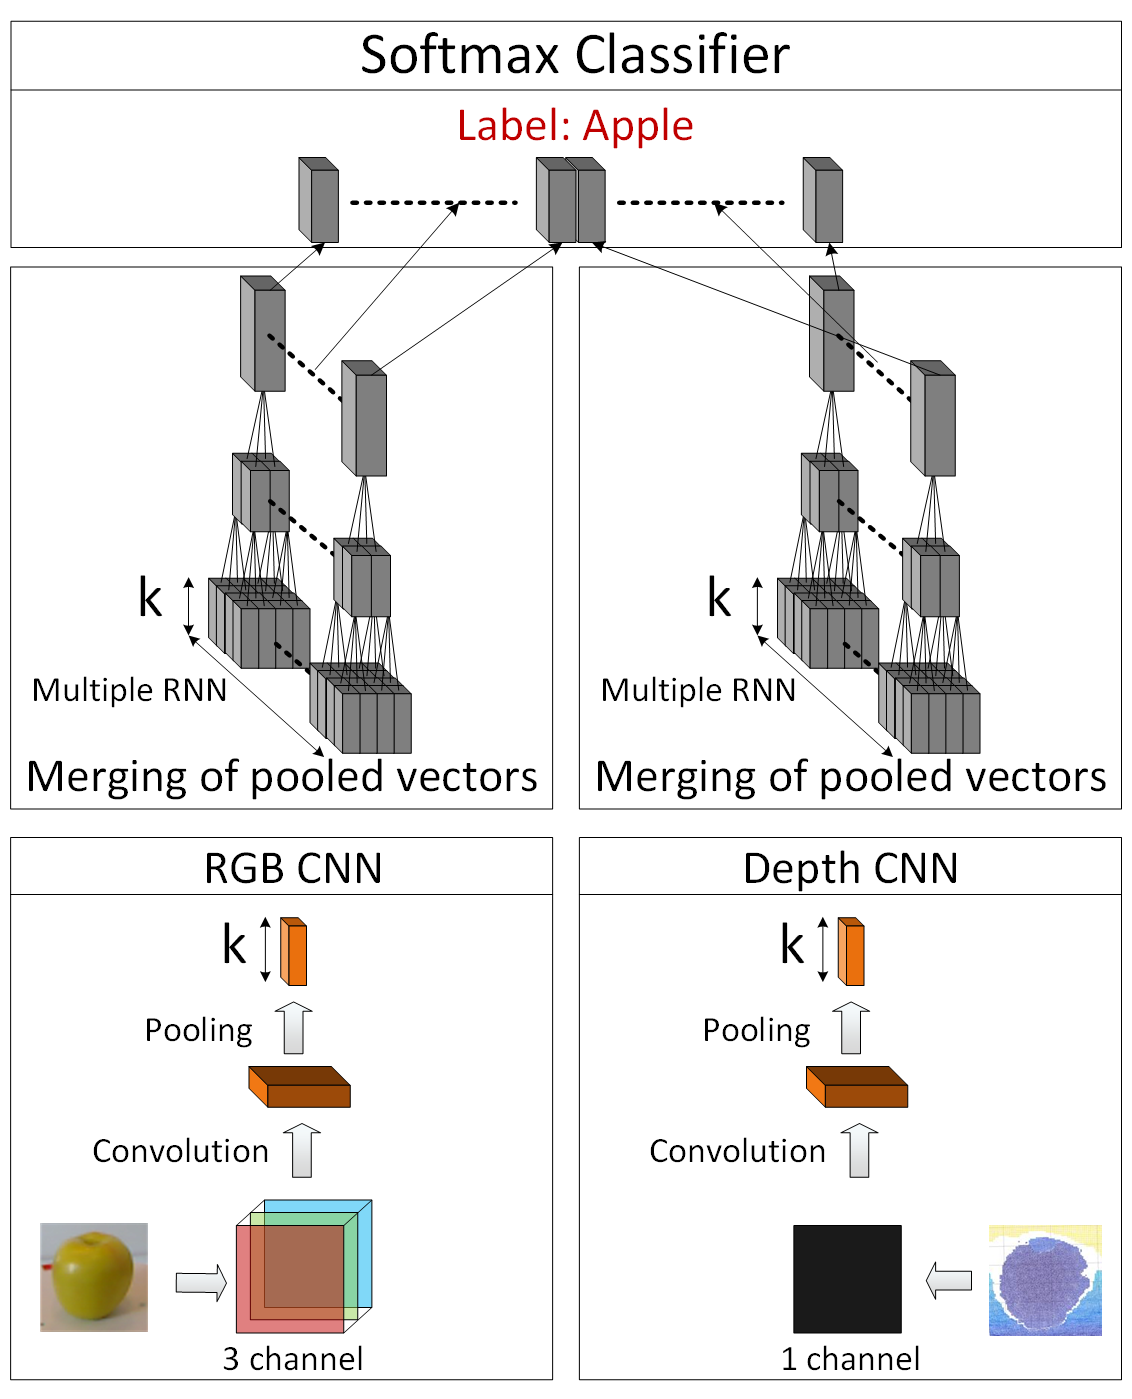 Softmax Classifier
Label: Apple
k
Multiple RNN
Merging of pooled vectors
k
Multiple RNN
Merging of pooled vectors
RGB CNN
k
Pooling
Convolution
3 channel
Depth CNN
k
Pooling
Convolution
1 channel